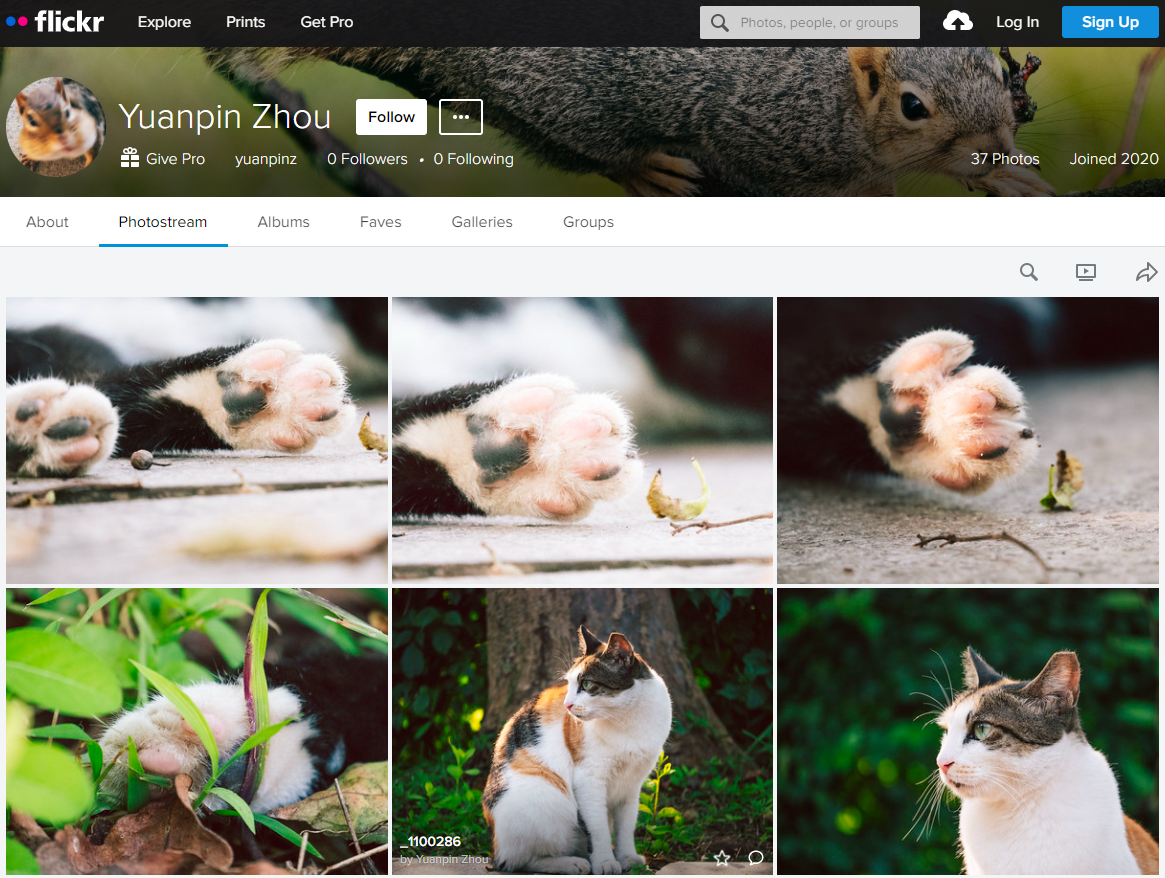 flickr Explore Prints Get Pro Photos, people, or groups Log In Sign Up
Yuanpin Zhou Follow
Give Pro yuanpinz 0 Followers • 0 Following 37 Photos Joined 2020
About Photostream Albums Faves Galleries Groups
_1100286
by Yuanpin Zhou